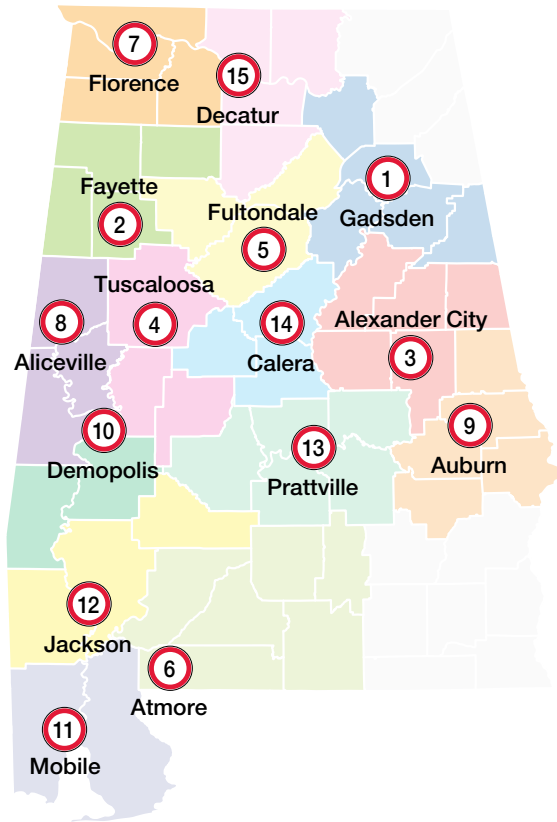 7
Florence
15
Decatur
1
Gadsden
Fayette
2
Fultondale
5
Tuscaloosa
4
8
Aliceville
14
Calera
Alexander City
3
9
Auburn
10
Demopolis
13
Prattville
12
Jackson
6
Atmore
11
Mobile